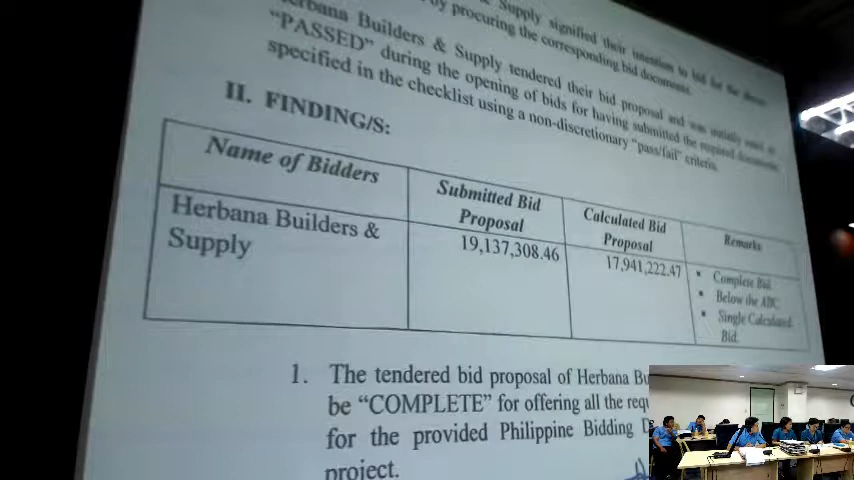 Supply signified their intention to bid for the above
by procuring the corresponding bid document.
Herbana Builders & Supply tendered their bid proposal and was initially
"PASSED" during the opening of bids for having submitted the required documents
specified in the checklist using a non-discretionary "pass/fail" criteria.
II. FINDING/S:
Name of Bidders
Submitted Bid
Proposal
Calculated Bid
Proposal
Remarks
Herbana Builders &
Supply
19,137,308.46
17,941,222.47
• Complete Bid.
• Below the ABC
• Single Calculated
Bid.
1. The tendered bid proposal of Herbana
be "COMPLETE" for offering all the
for the provided Philippine Bidding
project.